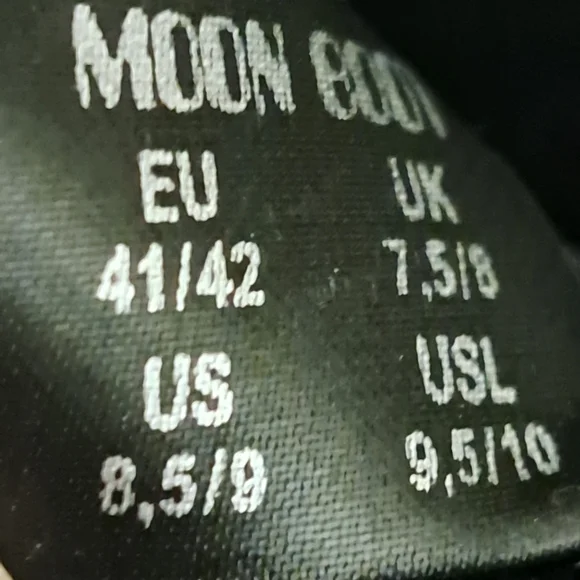 MOON BOOT
EU UK
41/42 7,5/8
US USL
8,5/9 9,5/10